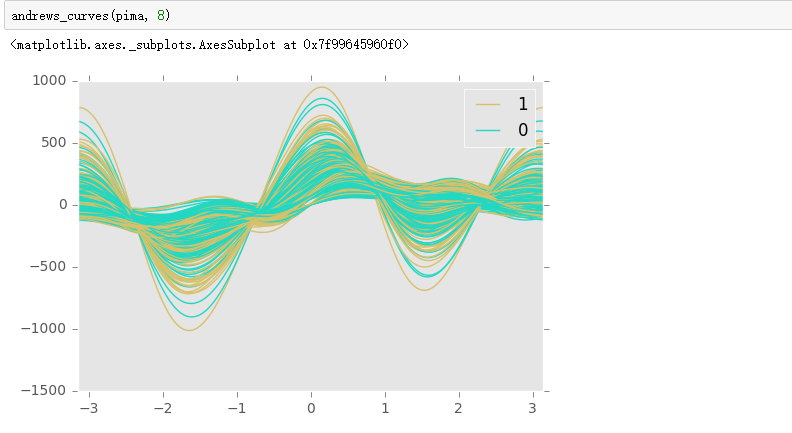 andrews_curves(pima, 8)
<matplotlib.axes._subplots.AxesSubplot at 0x7f99645960f0>
1000
1
0
500
0
−500
−1000
−1500
−3 −2 −1 0 1 2 3